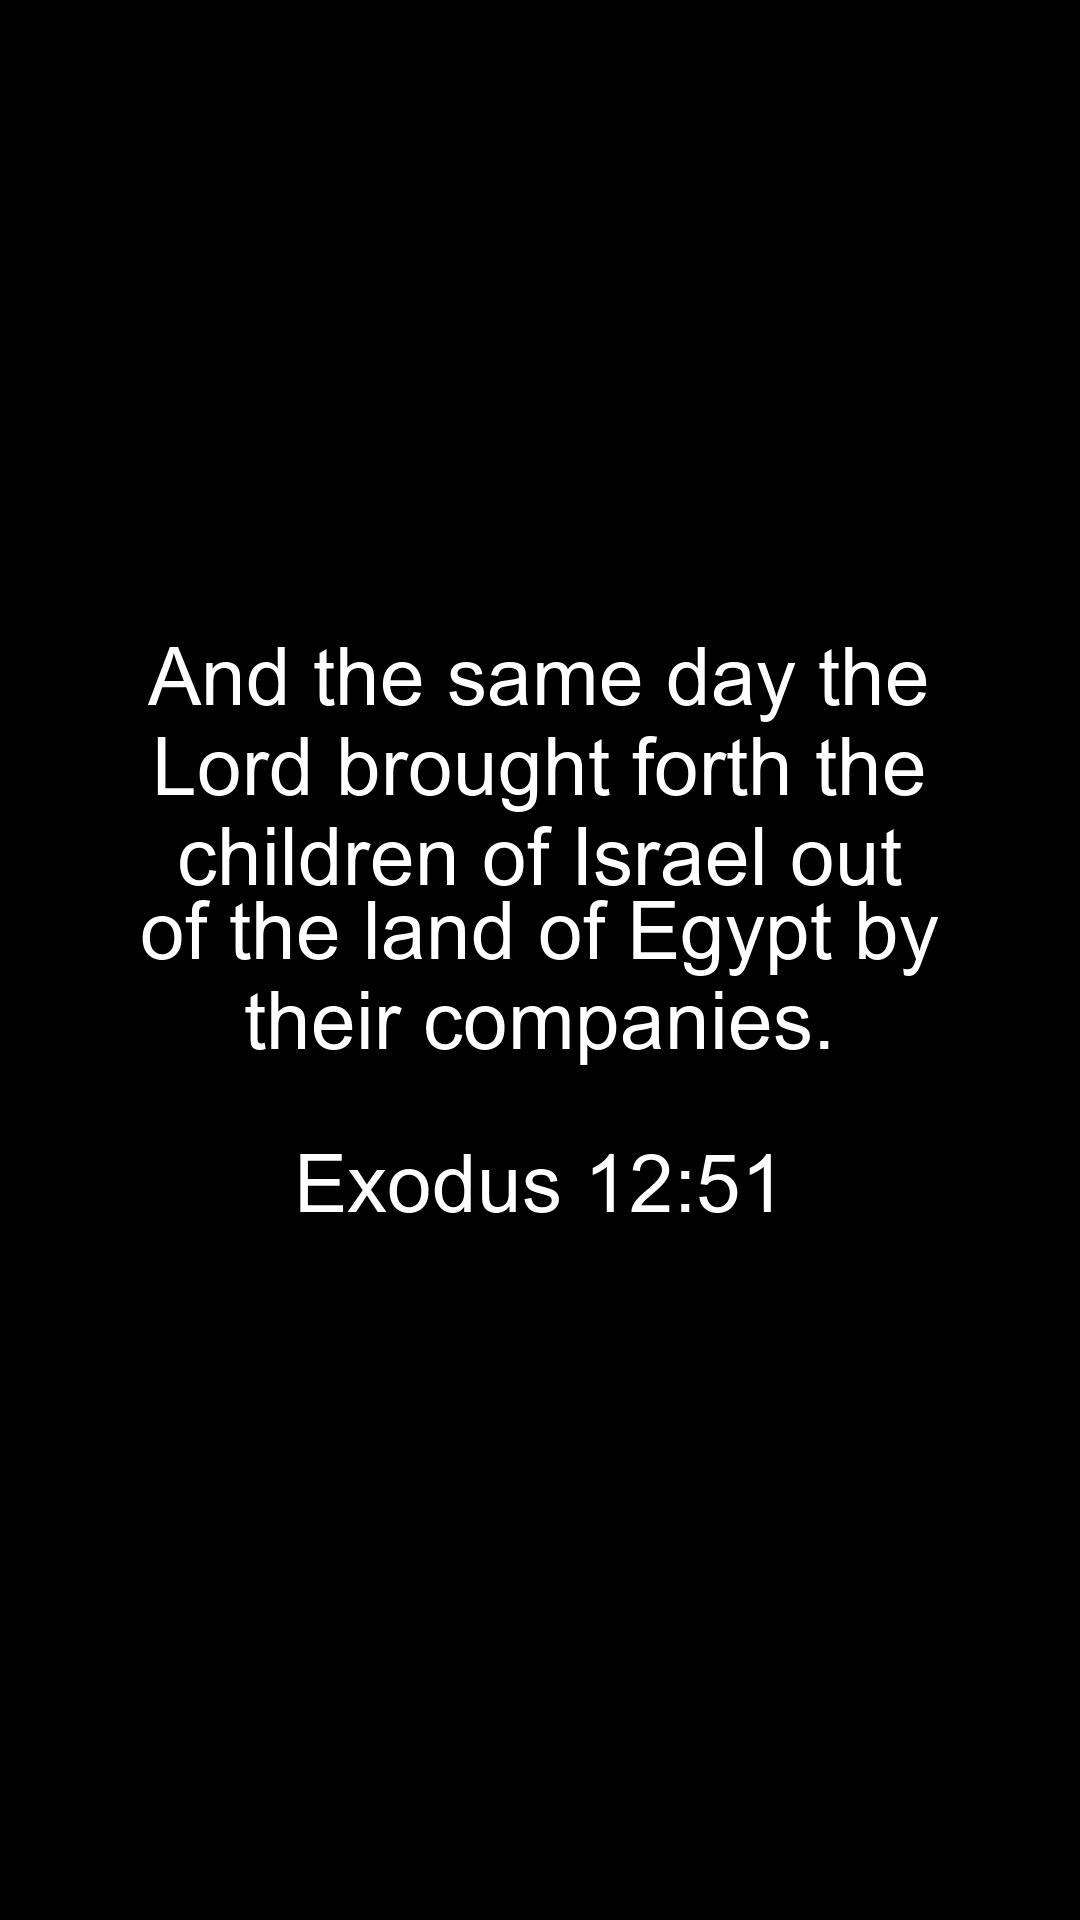 And the same day the
Lord brought forth the
children of Israel out
of the land of Egypt by
their companies.
Exodus 12:51